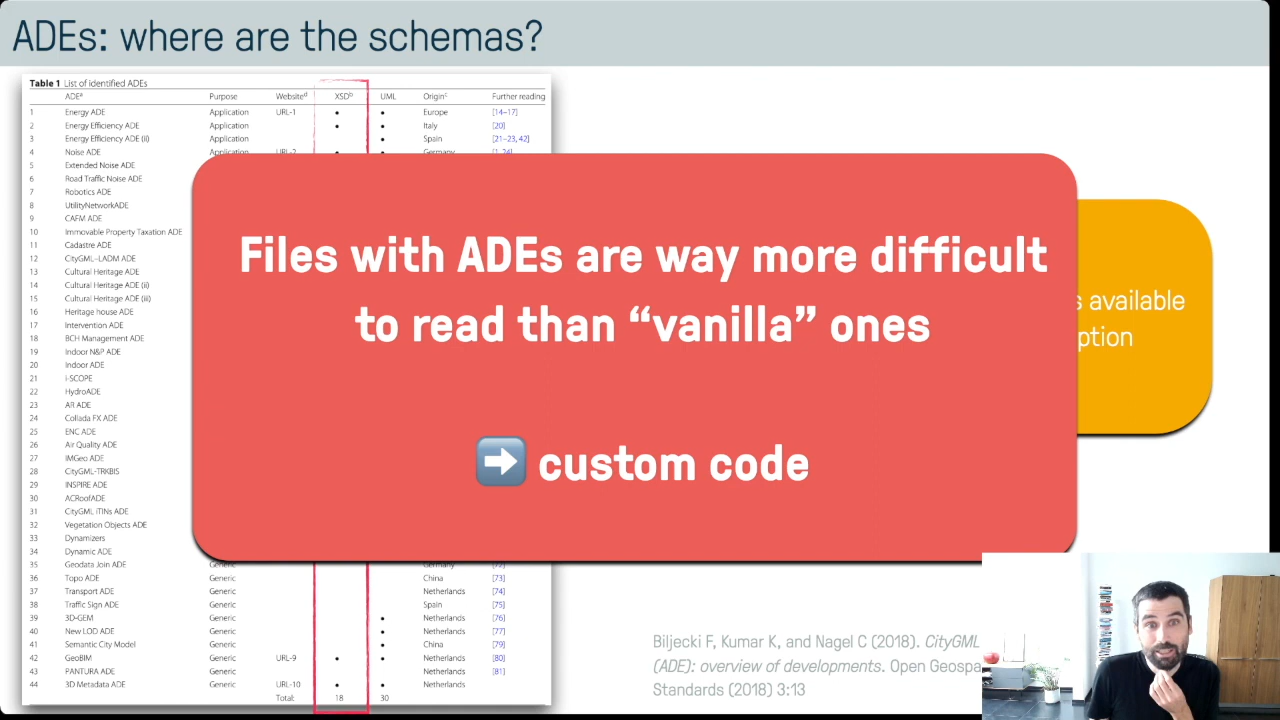 ADEs: where are the schemas?
Table 1 List of identified ADEs
ADEa Purpose Websited XSDb UML Originc Further reading
1 Energy ADE Application URL-1 • • Europe [14–17]
2 Energy Efficiency ADE Application • • Italy [20]
3 Energy Efficiency ADE (ii) Application • Spain [21–23, 42]
4 Noise ADE Application
5 Extended Noise ADE
6 Road Traffic Noise ADE
7 Robotics ADE
8 UtilityNetworkADE
9 CAFM ADE
10 Immovable Property Taxation ADE
11 Cadastre ADE
12 CityGML–LADM ADE
13 Cultural Heritage ADE
14 Cultural Heritage ADE (ii)
15 Cultural Heritage ADE (iii)
16 Heritage house ADE
17 Intervention ADE
18 BCH Management ADE
19 Indoor N&P ADE
20 Indoor ADE
21 i-SCOPE
22 HydroADE
23 AR ADE
24 Collada FX ADE
25 ENC ADE
26 Air Quality ADE
27 IMGeo ADE
28 CityGML-TRKBIS
29 INSPIRE ADE
30 ACRoofADE
31 CityGML iTINs ADE
32 Vegetation Objects ADE
33 Dynamizers
34 Dynamic ADE
35 Geodata Join ADE Generic Germany [72]
36 Topo ADE Generic China [73]
37 Transport ADE Generic Netherlands [74]
38 Traffic Sign ADE Generic Spain [75]
39 3D-GEM Generic • Netherlands [76]
40 New LOD ADE Generic • Netherlands [77]
41 Semantic City Model Generic • China [79]
42 GeoBIM Generic URL-9 • • Netherlands [80]
43 PANTURA ADE Generic • Netherlands [81]
44 3D Metadata ADE Generic URL-10 • • Netherlands
Total: 18 30
Files with ADEs are way more difficult
to read than “vanilla” ones
➡ custom code
available
Biljecki F, Kumar K, and Nagel C (2018). CityGML
(ADE): overview of developments. Open
Standards (2018) 3:13